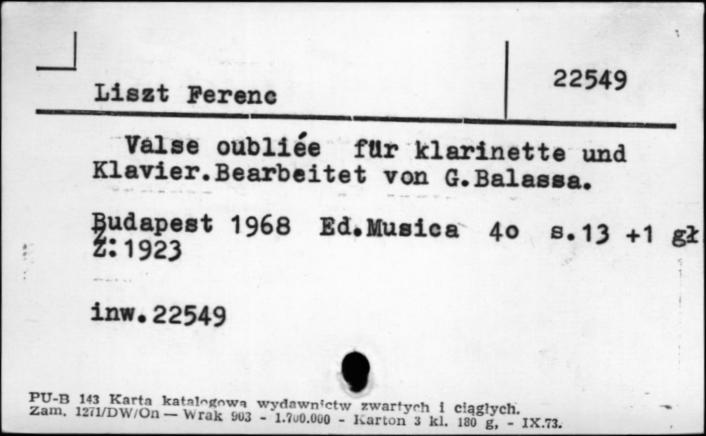 22549
Liszt Ferenc
Valse oubliée für klarinette und
Klavier.Bearbeitet von G.Balassa.
Budapest 1968 Ed.Musica 4o s.13 +1 gł
Z:1923
inw.22549
PU-B 143 Karta katalogowa wydawnictw zwartych i ciągłych.
Zam. 1271/DW/On — Wrak 903 - 1.700.000 - Karton 3 kl. 180 g, - IX.73.